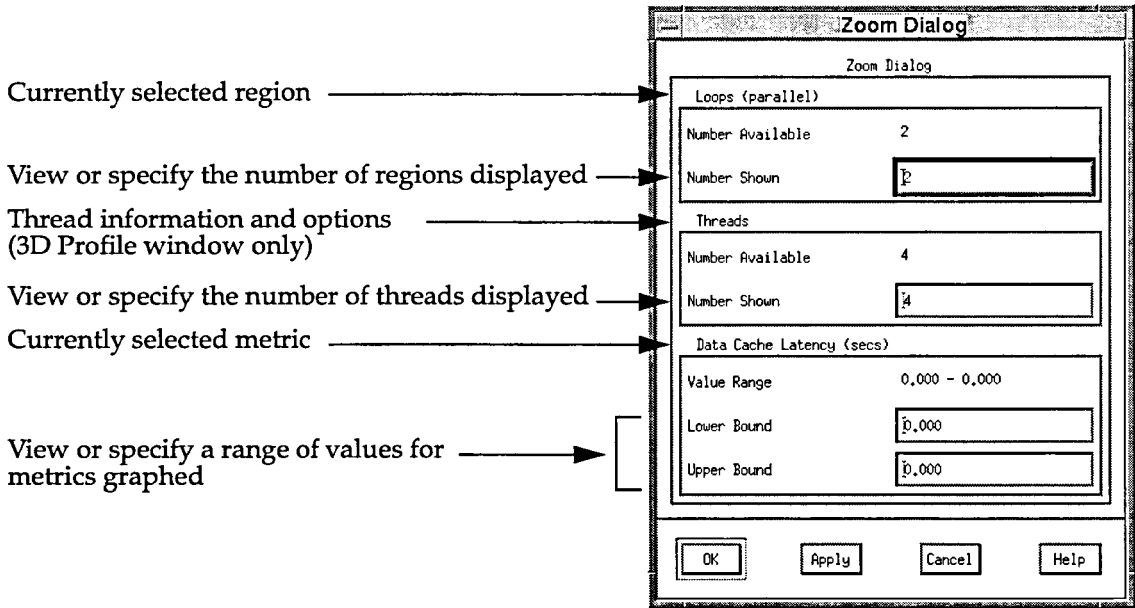 Zoom Dialog
Zoom Dialog
Currently selected region
Loops (parallel)
Number Available 2
View or specify the number of regions displayed
Number Shown 2
Thread information and options
(3D Profile window only)
Threads
Number Available 4
View or specify the number of threads displayed
Number Shown 4
Currently selected metric
Data Cache Latency (secs)
Value Range 0.000 - 0.000
Lower Bound 0.000
View or specify a range of values for
metrics graphed
Upper Bound 0.000
OK Apply Cancel Help